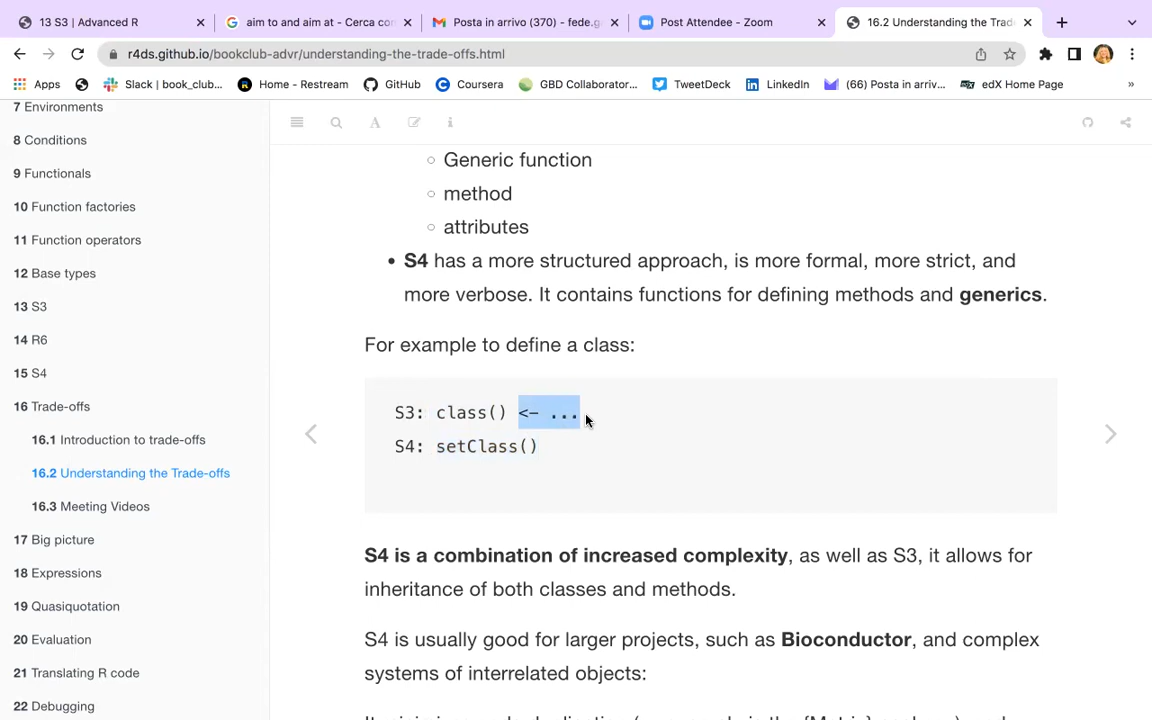 13 S3 | Advanced R
aim to and aim at - Cerca con
Posta in arrivo (370) - fede.g
Post Attendee - Zoom
16.2 Understanding the Trad
r4ds.github.io/bookclub-advr/understanding-the-trade-offs.html
Apps
Slack | book_club...
Home - Restream
GitHub
Coursera
GBD Collaborator...
TweetDeck
LinkedIn
(66) Posta in arriv...
edX Home Page
»
7 Environments
8 Conditions
9 Functionals
10 Function factories
11 Function operators
12 Base types
13 S3
14 R6
15 S4
16 Trade-offs
16.1 Introduction to trade-offs
16.2 Understanding the Trade-offs
16.3 Meeting Videos
17 Big picture
18 Expressions
19 Quasiquotation
20 Evaluation
21 Translating R code
22 Debugging
Generic function
method
attributes
S4 has a more structured approach, is more formal, more strict, and
more verbose. It contains functions for defining methods and generics.
For example to define a class:
S3: class() <- ...
S4: setClass()
S4 is a combination of increased complexity, as well as S3, it allows for
inheritance of both classes and methods.
S4 is usually good for larger projects, such as Bioconductor, and complex
systems of interrelated objects: